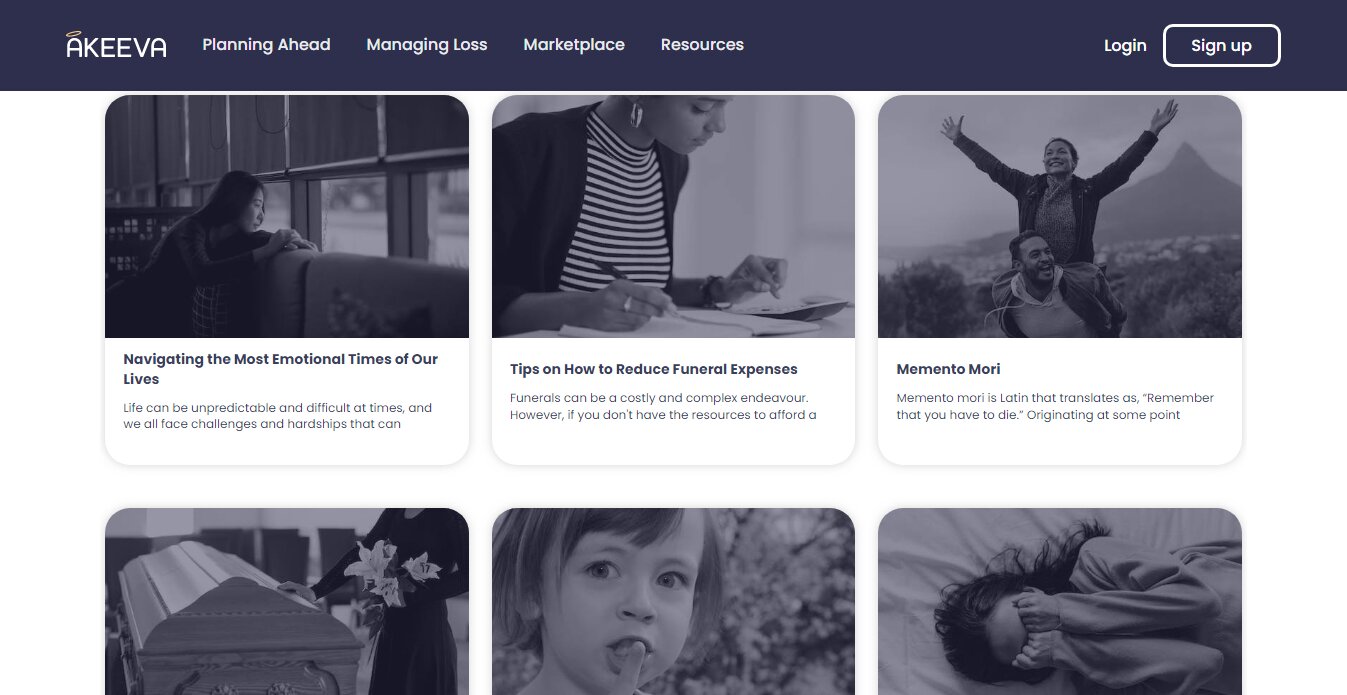 AKEEVA Planning Ahead Managing Loss Marketplace Resources Login Sign up
Navigating the Most Emotional Times of Our
Lives
Life can be unpredictable and difficult at times, and
we all face challenges and hardships that can
Tips on How to Reduce Funeral Expenses
Funerals can be a costly and complex endeavour.
However, if you don't have the resources to afford a
Memento Mori
Memento mori is Latin that translates as, “Remember
that you have to die.” Originating at some point